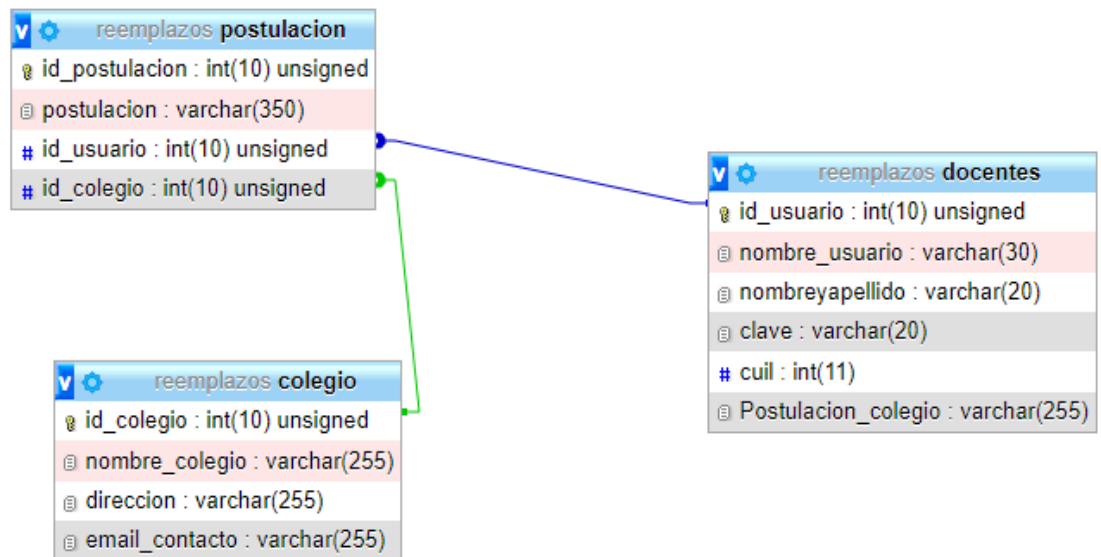 v reemplazos postulacion
id_postulacion : int(10) unsigned
postulacion : varchar(350)
# id_usuario : int(10) unsigned
# id_colegio : int(10) unsigned
v reemplazos docentes
id_usuario : int(10) unsigned
nombre_usuario : varchar(30)
nombreyapellido : varchar(20)
clave : varchar(20)
# cuil : int(11)
Postulacion_colegio : varchar(255)
v reemplazos colegio
id_colegio : int(10) unsigned
nombre_colegio : varchar(255)
direccion : varchar(255)
email_contacto : varchar(255)